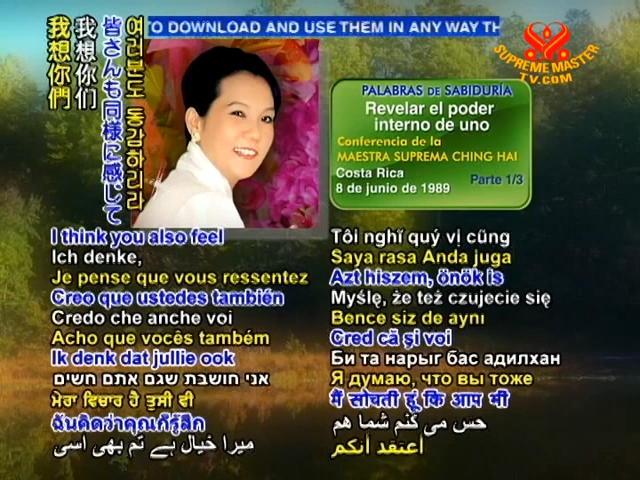 TO DOWNLOAD AND USE THEM IN ANY WAY TH
SUPREME MASTER
TV.COM
我想你們
我想你们
皆さんも同様に感じて
여러분도 동감하리라
PALABRAS DE SABIDURÍA
Revelar el poder
interno de uno
Conferencia de la
MAESTRA SUPREMA CHING HAI
Costa Rica
8 de junio de 1989
Parte 1/3
I think you also feel
Ich denke,
Je pense que vous ressentez
Creo que ustedes también
Credo che anche voi
Acho que vocês também
Ik denk dat jullie ook
אני חושבת שגם אתם חשים
ਮੇਰਾ ਵਿਚਾਰ ਹੈ ਤੁਸੀ ਵੀ
ฉันคิดว่าคุณก็รู้สึก
میرا خیال ہے تم بھی اسی
Tôi nghĩ quý vị cũng
Saya rasa Anda juga
Azt hiszem, önök is
Myślę, że też czujecie się
Bence siz de aynı
Cred că și voi
Би та нарыг бас адилхан
Я думаю, что вы тоже
मैं सोचती हूं कि आप भी
حس می کنم شما هم
أعتقد أنكم